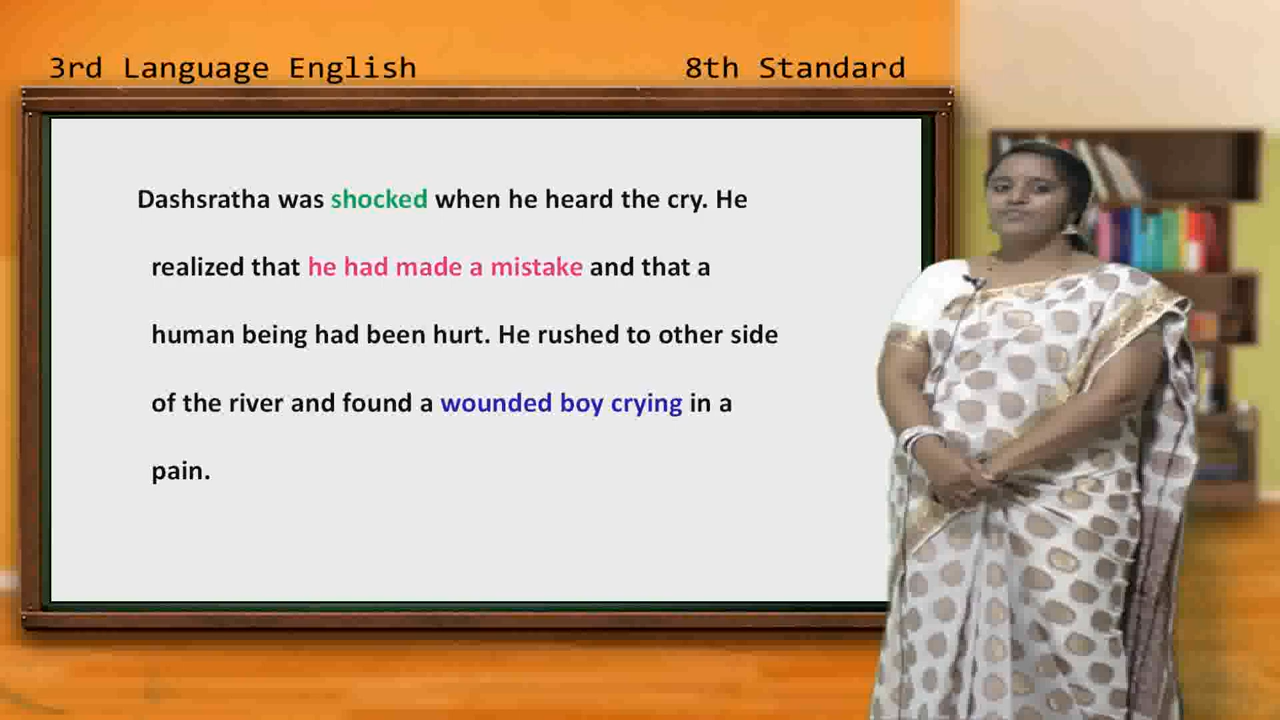 3rd Language English
8th Standard
Dashsratha was shocked when he heard the cry. He
realized that he had made a mistake and that a
human being had been hurt. He rushed to other side
of the river and found a wounded boy crying in a
pain.